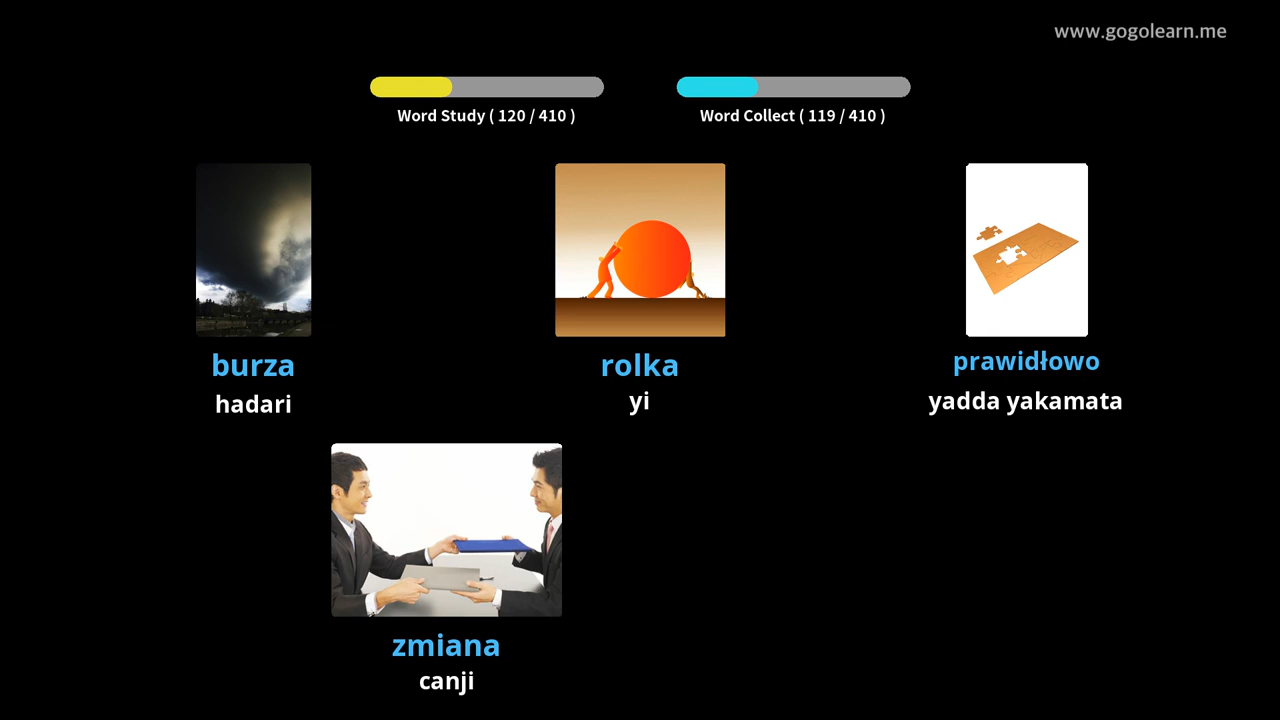 www.gogolearn.me
Word Study ( 120 / 410 )
Word Collect ( 119 / 410 )
burza
rolka
prawidłowo
hadari
yi
yadda yakamata
zmiana
canji